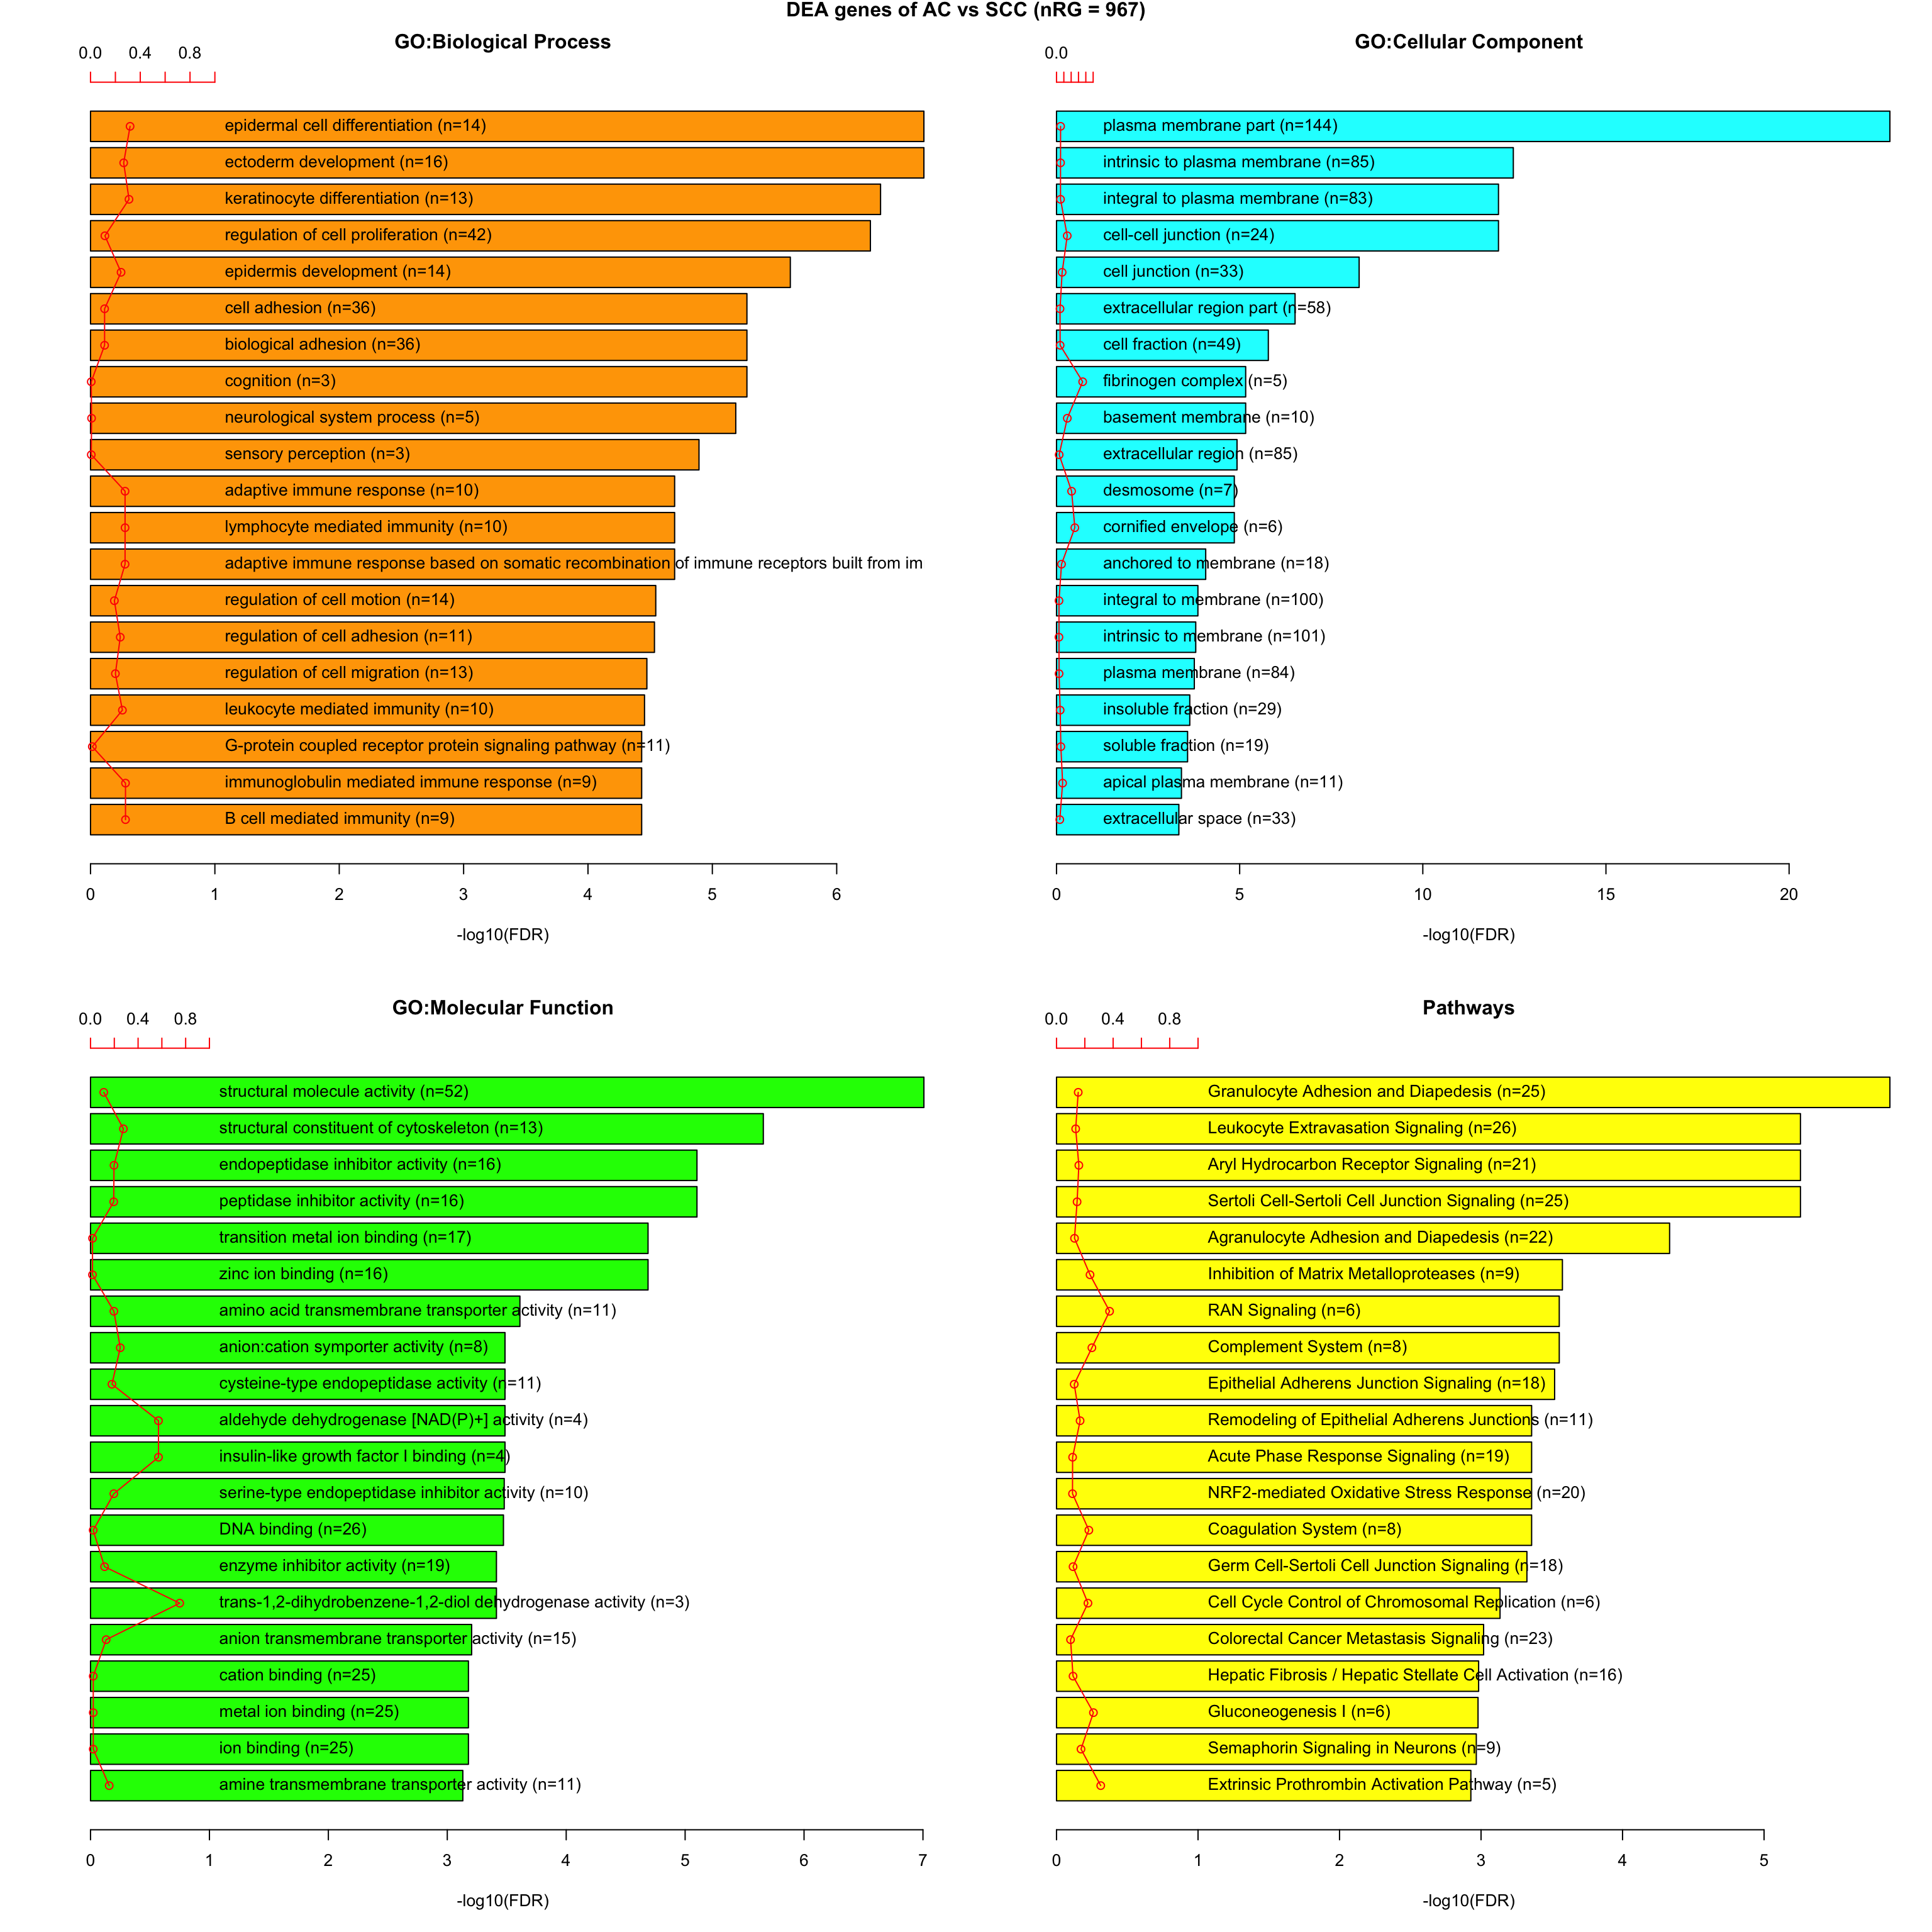 DEA genes of AC vs SCC (nRG = 967)
GO:Biological Process
0.0 0.4 0.8
epidermal cell differentiation (n=14)
ectoderm development (n=16)
keratinocyte differentiation (n=13)
regulation of cell proliferation (n=42)
epidermis development (n=14)
cell adhesion (n=36)
biological adhesion (n=36)
cognition (n=3)
neurological system process (n=5)
sensory perception (n=3)
adaptive immune response (n=10)
lymphocyte mediated immunity (n=10)
adaptive immune response based on somatic recombination of immune receptors built from im
regulation of cell motion (n=14)
regulation of cell adhesion (n=11)
regulation of cell migration (n=13)
leukocyte mediated immunity (n=10)
G-protein coupled receptor protein signaling pathway (n=11)
immunoglobulin mediated immune response (n=9)
B cell mediated immunity (n=9)
0 1 2 3 4 5 6
-log10(FDR)
GO:Cellular Component
0.0
plasma membrane part (n=144)
intrinsic to plasma membrane (n=85)
integral to plasma membrane (n=83)
cell-cell junction (n=24)
cell junction (n=33)
extracellular region part (n=58)
cell fraction (n=49)
fibrinogen complex (n=5)
basement membrane (n=10)
extracellular region (n=85)
desmosome (n=7)
cornified envelope (n=6)
anchored to membrane (n=18)
integral to membrane (n=100)
intrinsic to membrane (n=101)
plasma membrane (n=84)
insoluble fraction (n=29)
soluble fraction (n=19)
apical plasma membrane (n=11)
extracellular space (n=33)
0 5 10 15 20
-log10(FDR)
GO:Molecular Function
0.0 0.4 0.8
structural molecule activity (n=52)
structural constituent of cytoskeleton (n=13)
endopeptidase inhibitor activity (n=16)
peptidase inhibitor activity (n=16)
transition metal ion binding (n=17)
zinc ion binding (n=16)
amino acid transmembrane transporter activity (n=11)
anion:cation symporter activity (n=8)
cysteine-type endopeptidase activity (n=11)
aldehyde dehydrogenase [NAD(P)+] activity (n=4)
insulin-like growth factor I binding (n=4)
serine-type endopeptidase inhibitor activity (n=10)
DNA binding (n=26)
enzyme inhibitor activity (n=19)
trans-1,2-dihydrobenzene-1,2-diol dehydrogenase activity (n=3)
anion transmembrane transporter activity (n=15)
cation binding (n=25)
metal ion binding (n=25)
ion binding (n=25)
amine transmembrane transporter activity (n=11)
0 1 2 3 4 5 6 7
-log10(FDR)
Pathways
0.0 0.4 0.8
Granulocyte Adhesion and Diapedesis (n=25)
Leukocyte Extravasation Signaling (n=26)
Aryl Hydrocarbon Receptor Signaling (n=21)
Sertoli Cell-Sertoli Cell Junction Signaling (n=25)
Agranulocyte Adhesion and Diapedesis (n=22)
Inhibition of Matrix Metalloproteases (n=9)
RAN Signaling (n=6)
Complement System (n=8)
Epithelial Adherens Junction Signaling (n=18)
Remodeling of Epithelial Adherens Junctions (n=11)
Acute Phase Response Signaling (n=19)
NRF2-mediated Oxidative Stress Response (n=20)
Coagulation System (n=8)
Germ Cell-Sertoli Cell Junction Signaling (n=18)
Cell Cycle Control of Chromosomal Replication (n=6)
Colorectal Cancer Metastasis Signaling (n=23)
Hepatic Fibrosis / Hepatic Stellate Cell Activation (n=16)
Gluconeogenesis I (n=6)
Semaphorin Signaling in Neurons (n=9)
Extrinsic Prothrombin Activation Pathway (n=5)
0 1 2 3 4 5
-log10(FDR)